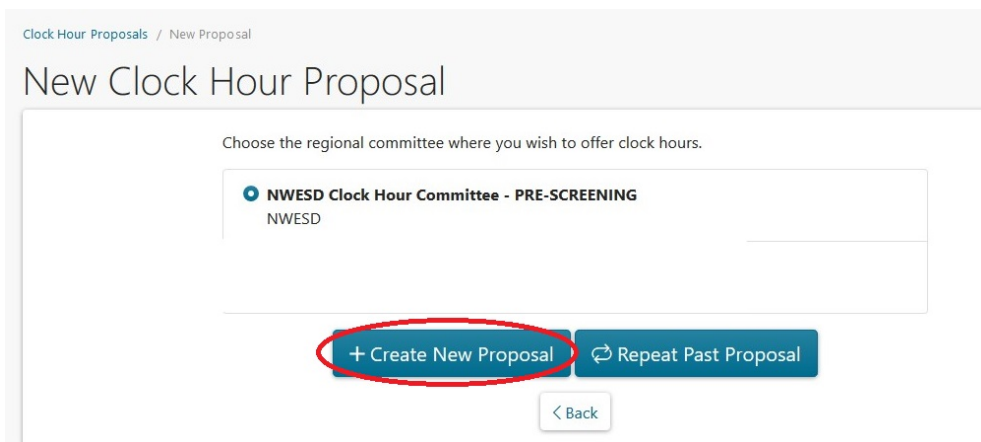 Clock Hour Proposals / New Proposal
New Clock Hour Proposal
Choose the regional committee where you wish to offer clock hours.
NWESD Clock Hour Committee - PRE-SCREENING
NWESD
+ Create New Proposal
Repeat Past Proposal
< Back